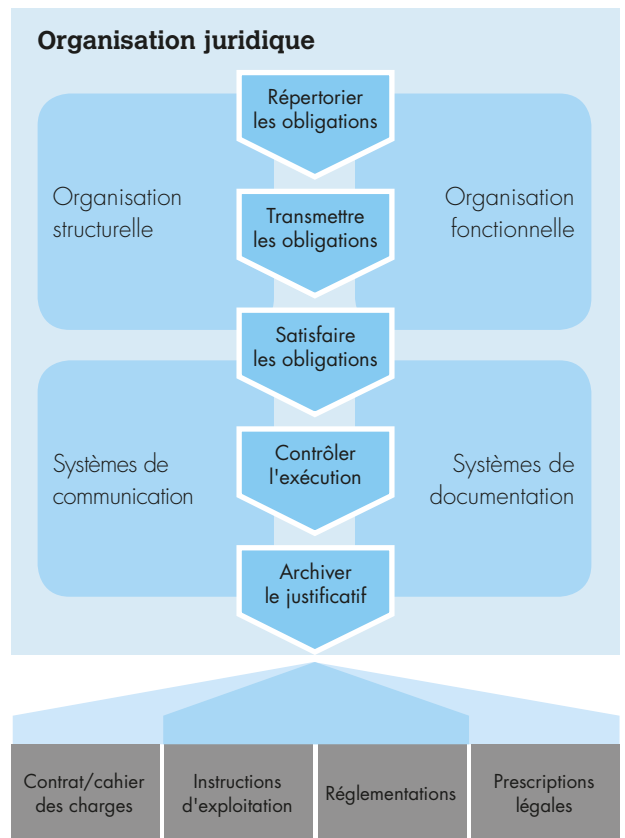 Organisation juridique
Répertorier
les obligations
Organisation
structurelle
Organisation
fonctionnelle
Transmettre
les obligations
Satisfaire
les obligations
Systèmes de
communication
Contrôler
l'exécution
Systèmes de
documentation
Archiver
le justificatif
Contrat/cahier
des charges
Instructions
d'exploitation
Réglementations
Prescriptions
légales